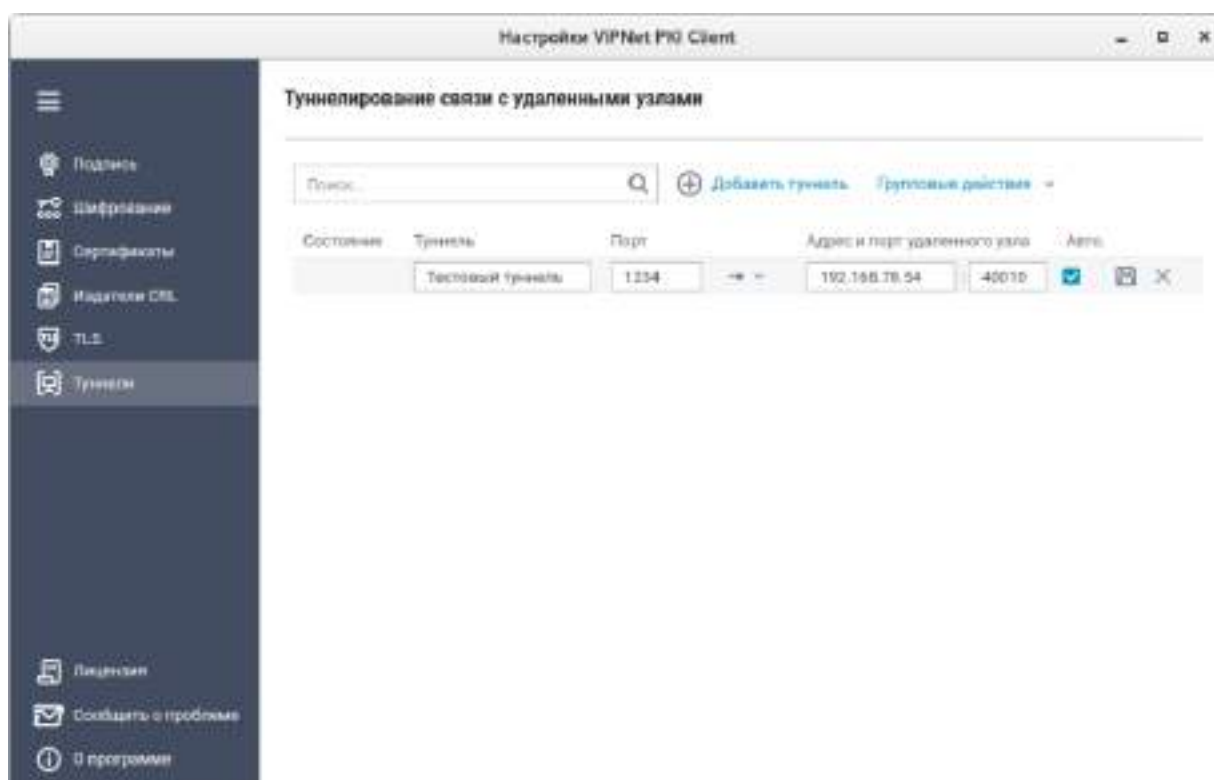 Настройки ViPNet PKI Client
Туннелирование связи с удаленными узлами
Подпись
Шифрование
Сертификаты
Издатели CRL
TLS
Туннели
Поиск...
Добавить туннель
Групповые действия
Состояние Туннель Порт Адрес и порт удаленного узла Авто.
Тестовый туннель 1234 192.168.78.54 : 40010
Лицензия
Сообщить о проблеме
О программе